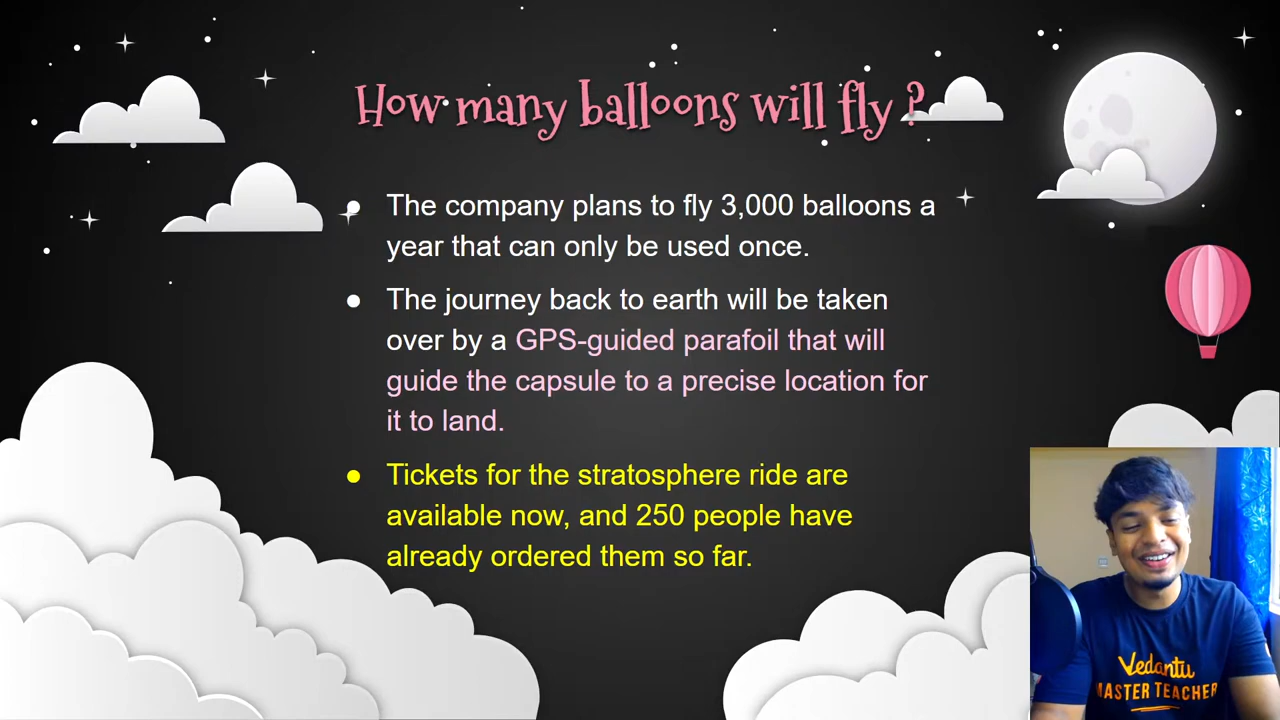 How many balloons will fly ?
The company plans to fly 3,000 balloons a
year that can only be used once.
The journey back to earth will be taken
over by a GPS-guided parafoil that will
guide the capsule to a precise location for
it to land.
Tickets for the stratosphere ride are
available now, and 250 people have
already ordered them so far.
Vedantu
MASTER TEACHER